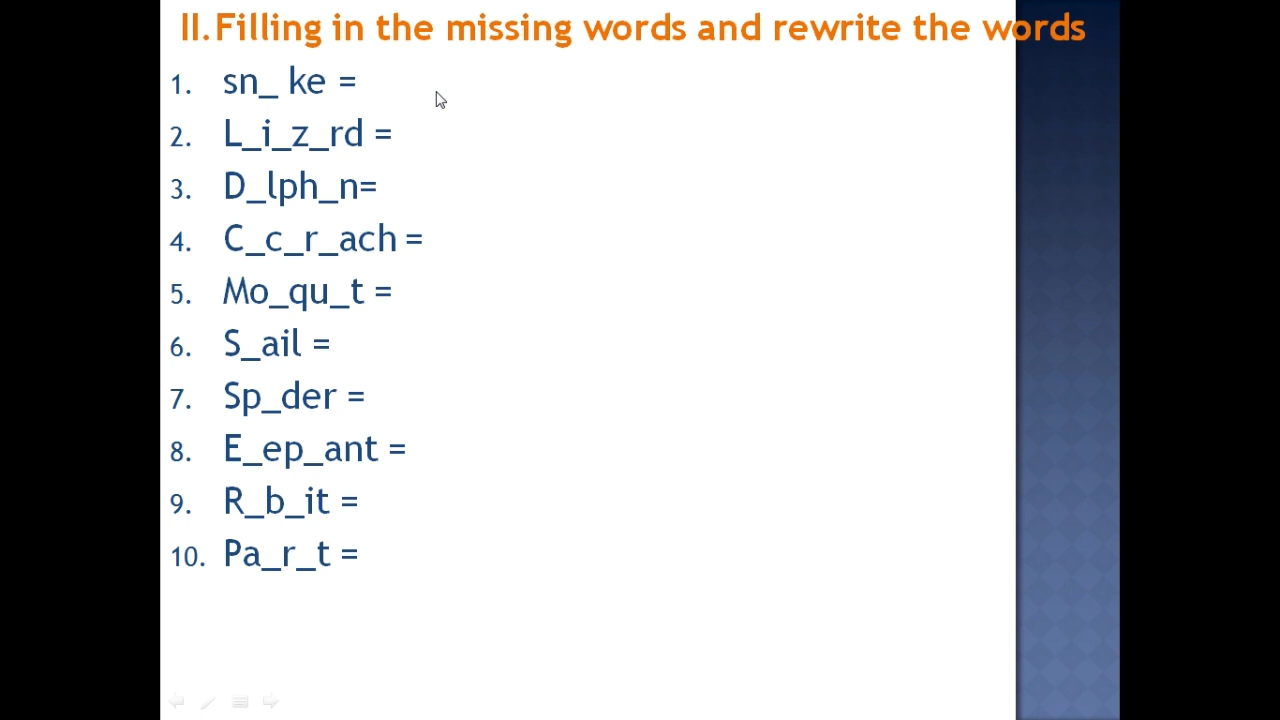 II. Filling in the missing words and rewrite the words
1. sn_ ke =
2. L_i_z_rd =
3. D_lph_n=
4. C_c_r_ach =
5. Mo_qu_t =
6. S_ail =
7. Sp_der =
8. E_ep_ant =
9. R_b_it =
10. Pa_r_t =